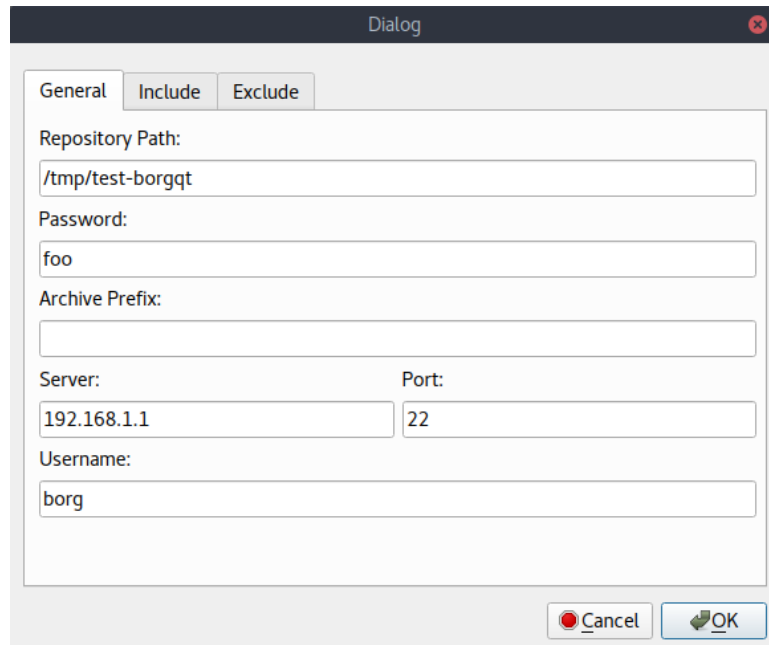 Dialog
General Include Exclude
Repository Path:
/tmp/test-borgqt
Password:
foo
Archive Prefix:
Server: Port:
192.168.1.1 22
Username:
borg
Cancel OK